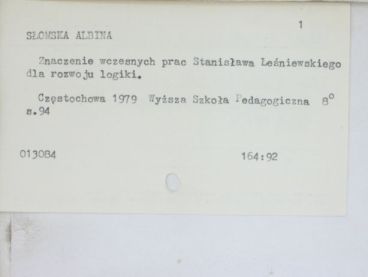 1
SŁOMSKA ALBINA
Znaczenie wczesnych prac Stanisława Leśniewskiego
dla rozwoju logiki.
Częstochowa 1979 Wyższa Szkoła Pedagogiczna 8°
s.94
013084 164:92